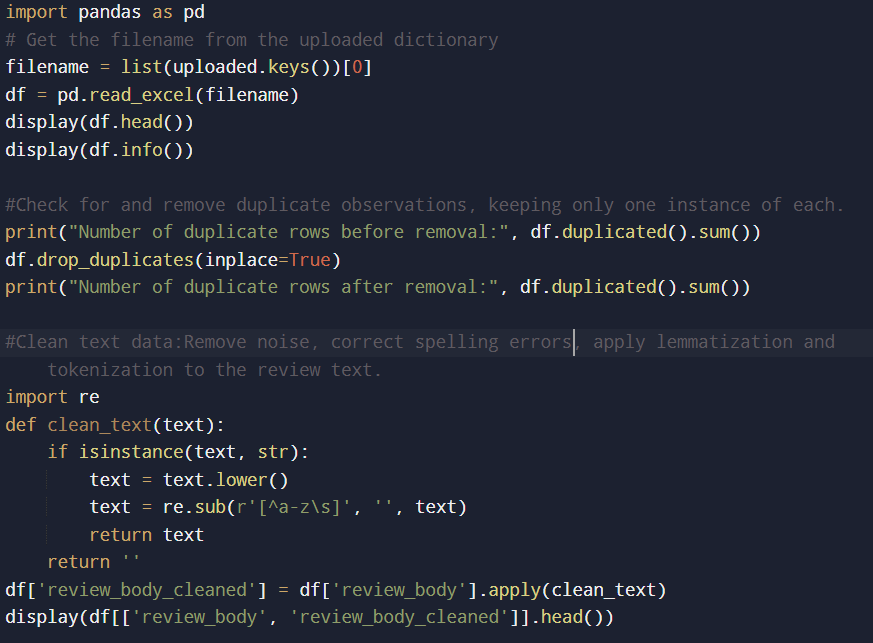 import pandas as pd
# Get the filename from the uploaded dictionary
filename = list(uploaded.keys())[0]
df = pd.read_excel(filename)
display(df.head())
display(df.info())

#Check for and remove duplicate observations, keeping only one instance of each.
print("Number of duplicate rows before removal:", df.duplicated().sum())
df.drop_duplicates(inplace=True)
print("Number of duplicate rows after removal:", df.duplicated().sum())

#Clean text data:Remove noise, correct spelling errors, apply lemmatization and
    tokenization to the review text.
import re
def clean_text(text):
    if isinstance(text, str):
        text = text.lower()
        text = re.sub(r'[^a-z\s]', '', text)
        return text
    return ''
df['review_body_cleaned'] = df['review_body'].apply(clean_text)
display(df[['review_body', 'review_body_cleaned']].head())